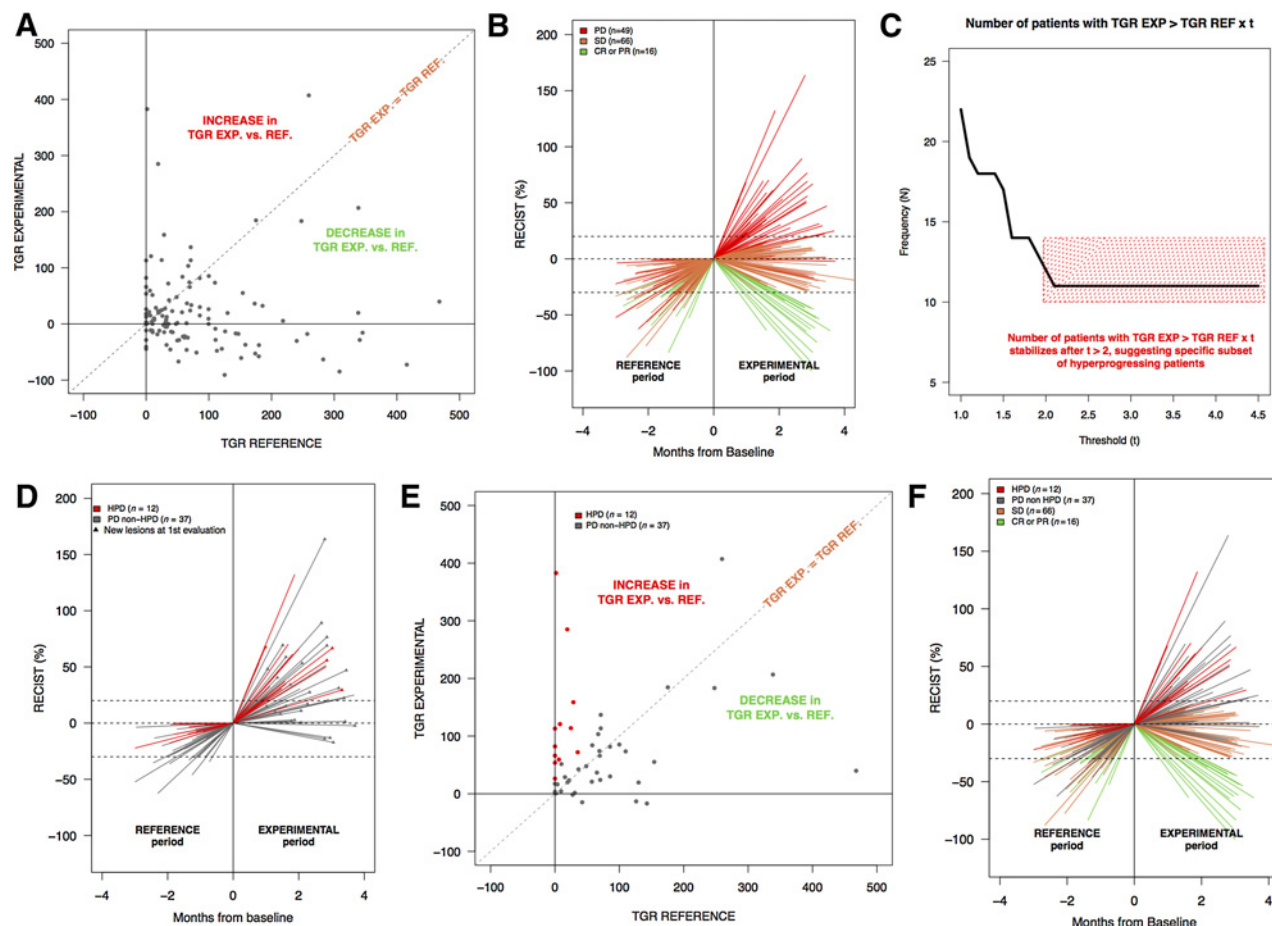 A
500
400
300
200
100
0
−100
TGR EXPERIMENTAL
INCREASE in
TGR EXP. vs. REF.
TGR EXP. = TGR REF.
DECREASE in
TGR EXP. vs. REF.
−100
0
100
200
300
400
500
TGR REFERENCE
B
PD (n=49)
SD (n=66)
CR or PR (n=16)
200
150
100
50
0
−50
−100
RECIST (%)
REFERENCE
period
EXPERIMENTAL
period
−4
−2
0
2
4
Months from Baseline
C
Number of patients with TGR EXP > TGR REF x t
25
20
15
10
5
Frequency (N)
Number of patients with TGR EXP > TGR REF x t
stabilizes after t > 2, suggesting specific subset
of hyperprogressing patients
1.0
1.5
2.0
2.5
3.0
3.5
4.0
4.5
Threshold (t)
D
HPD (n = 12)
PD non−HPD (n = 37)
New lesions at 1st evaluation
200
150
100
50
0
−50
−100
RECIST (%)
REFERENCE
period
EXPERIMENTAL
period
−4
−2
0
2
4
Months from baseline
E
HPD (n = 12)
PD non−HPD (n = 37)
500
400
300
200
100
0
−100
TGR EXPERIMENTAL
INCREASE in
TGR EXP. vs. REF.
TGR EXP. = TGR REF.
DECREASE in
TGR EXP. vs. REF.
−100
0
100
200
300
400
500
TGR REFERENCE
F
HPD (n = 12)
PD non HPD (n = 37)
SD (n = 66)
CR or PR (n = 16)
200
150
100
50
0
−50
−100
RECIST (%)
REFERENCE
period
EXPERIMENTAL
period
−4
−2
0
2
4
Months from Baseline